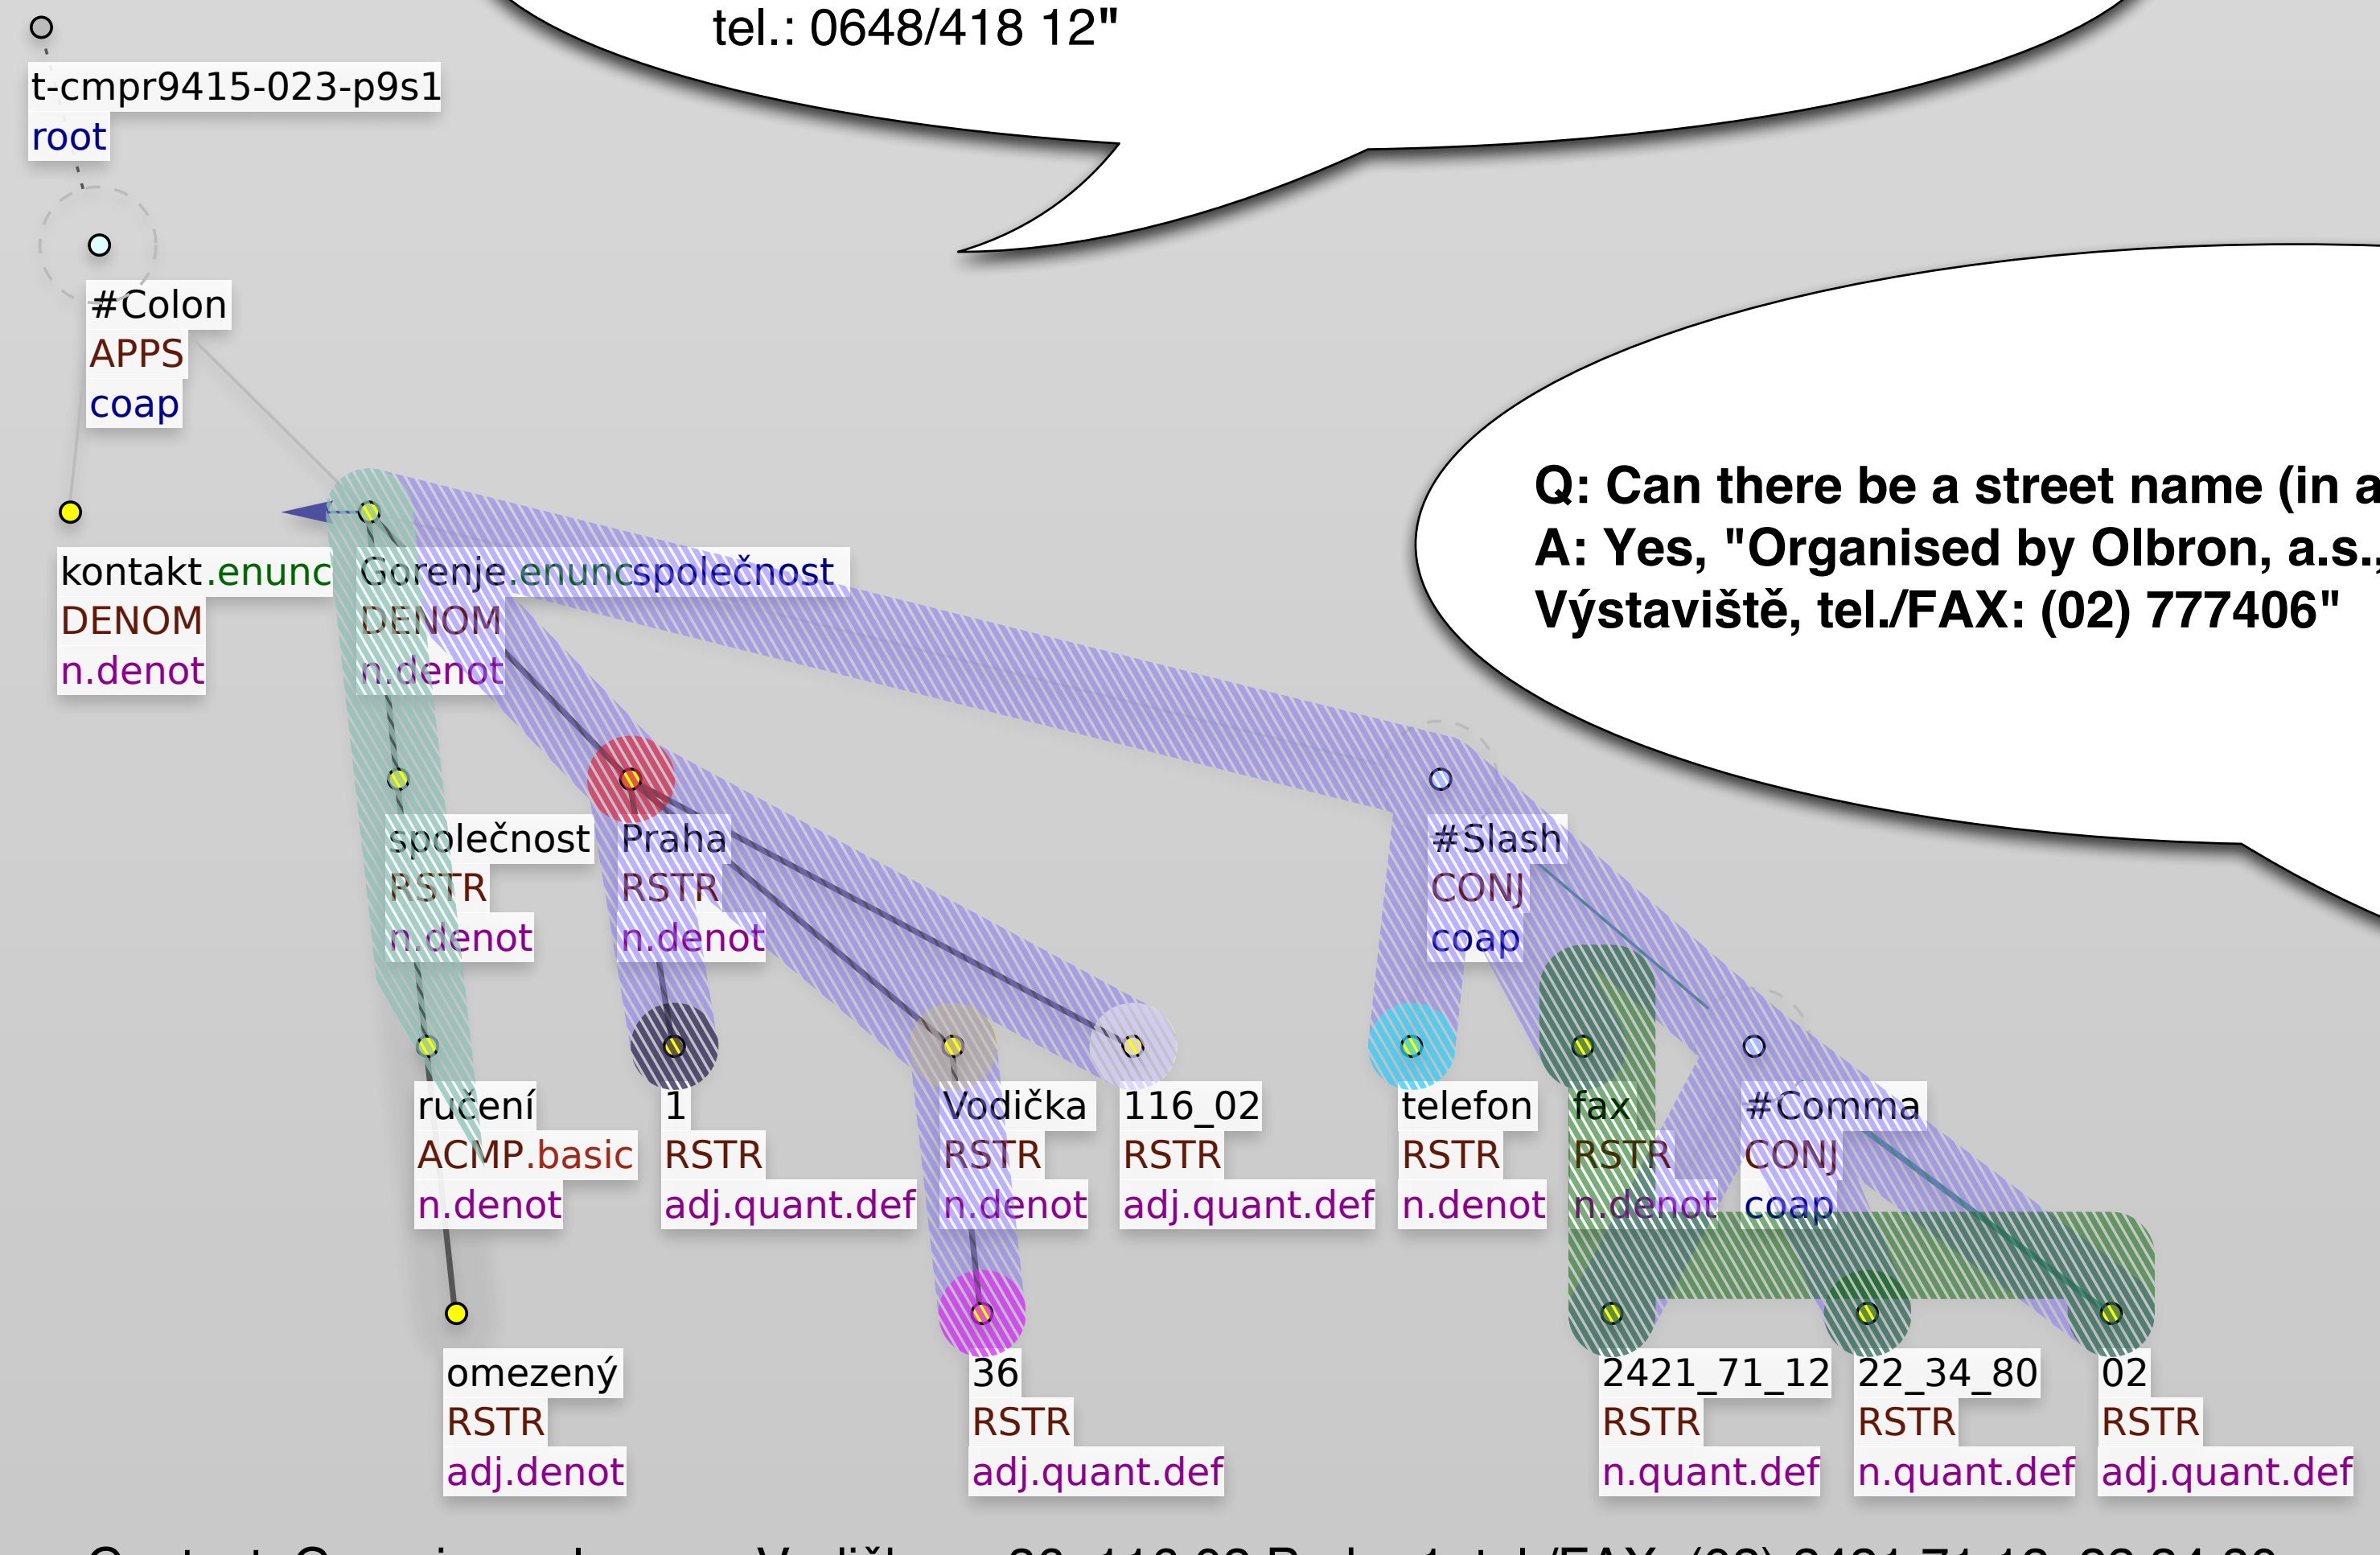 tel.: 0648/418 12"
t-cmpr9415-023-p9s1
root
#Colon
APPS
coap
Q: Can there be a street name (in a
A: Yes, "Organised by Olbron, a.s.,
Výstaviště, tel./FAX: (02) 777406"
kontakt.enunc
DENOM
n.denot
Gorenje.enuncspolečnost
DENOM
n.denot
společnost
RSTR
n.denot
Praha
RSTR
n.denot
#Slash
CONJ
coap
ručení
ACMP.basic
n.denot
1
RSTR
adj.quant.def
Vodička
RSTR
n.denot
116_02
RSTR
adj.quant.def
telefon
RSTR
n.denot
fax
RSTR
n.denot
#Comma
CONJ
coap
omezený
RSTR
adj.denot
36
RSTR
adj.quant.def
2421_71_12
RSTR
n.quant.def
22_34_80
RSTR
n.quant.def
02
RSTR
adj.quant.def